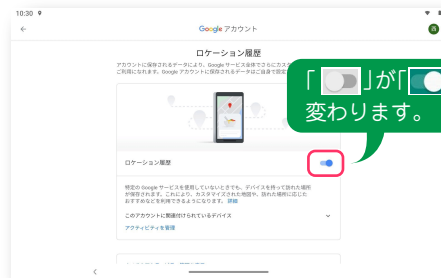 10:30
Google アカウント
西
ロケーション履歴
アカウントに保存されるデータにより、Google サービス全体でさらにカスタ
ご利用になれます。Google アカウントに保存されるデータはご自身で設定
「 」が「
変わります。
ロケーション履歴
特定の Google サービスを使用していないときでも、デバイスを持って訪れた場所
が保存されます。これにより、カスタマイズされた地図や、訪れた場所に応じた
おすすめなどを利用できるようになります。 詳細
このアカウントに関連付けられているデバイス
アクティビティを管理